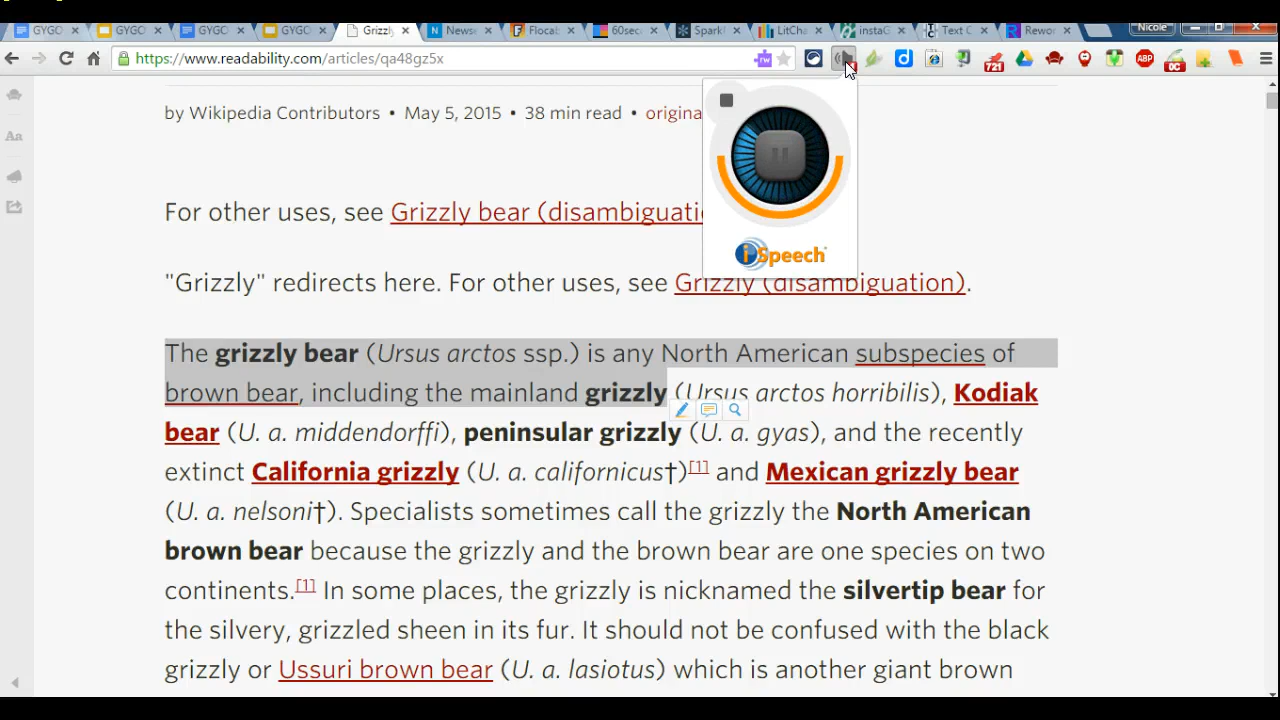 GYGO
GYGO
GYGO
GYGO
Grizzly
Newse
Flocab
60seco
Spark
LitCha
instaG
Text C
Rewor
Nicole
https://www.readability.com/articles/qa48gz5x
rw
721
ABP
OC
by Wikipedia Contributors • May 5, 2015 • 38 min read • origina
For other uses, see Grizzly bear (disambiguati
iSpeech
"Grizzly" redirects here. For other uses, see Grizzly (disambiguation).
The grizzly bear (Ursus arctos ssp.) is any North American subspecies of
brown bear, including the mainland grizzly (Ursus arctos horribilis), Kodiak
bear (U. a. middendorffi), peninsular grizzly (U. a. gyas), and the recently
extinct California grizzly (U. a. californicus†)[1] and Mexican grizzly bear
(U. a. nelsoni†). Specialists sometimes call the grizzly the North American
brown bear because the grizzly and the brown bear are one species on two
continents.[1] In some places, the grizzly is nicknamed the silvertip bear for
the silvery, grizzled sheen in its fur. It should not be confused with the black
grizzly or Ussuri brown bear (U. a. lasiotus) which is another giant brown
Aa